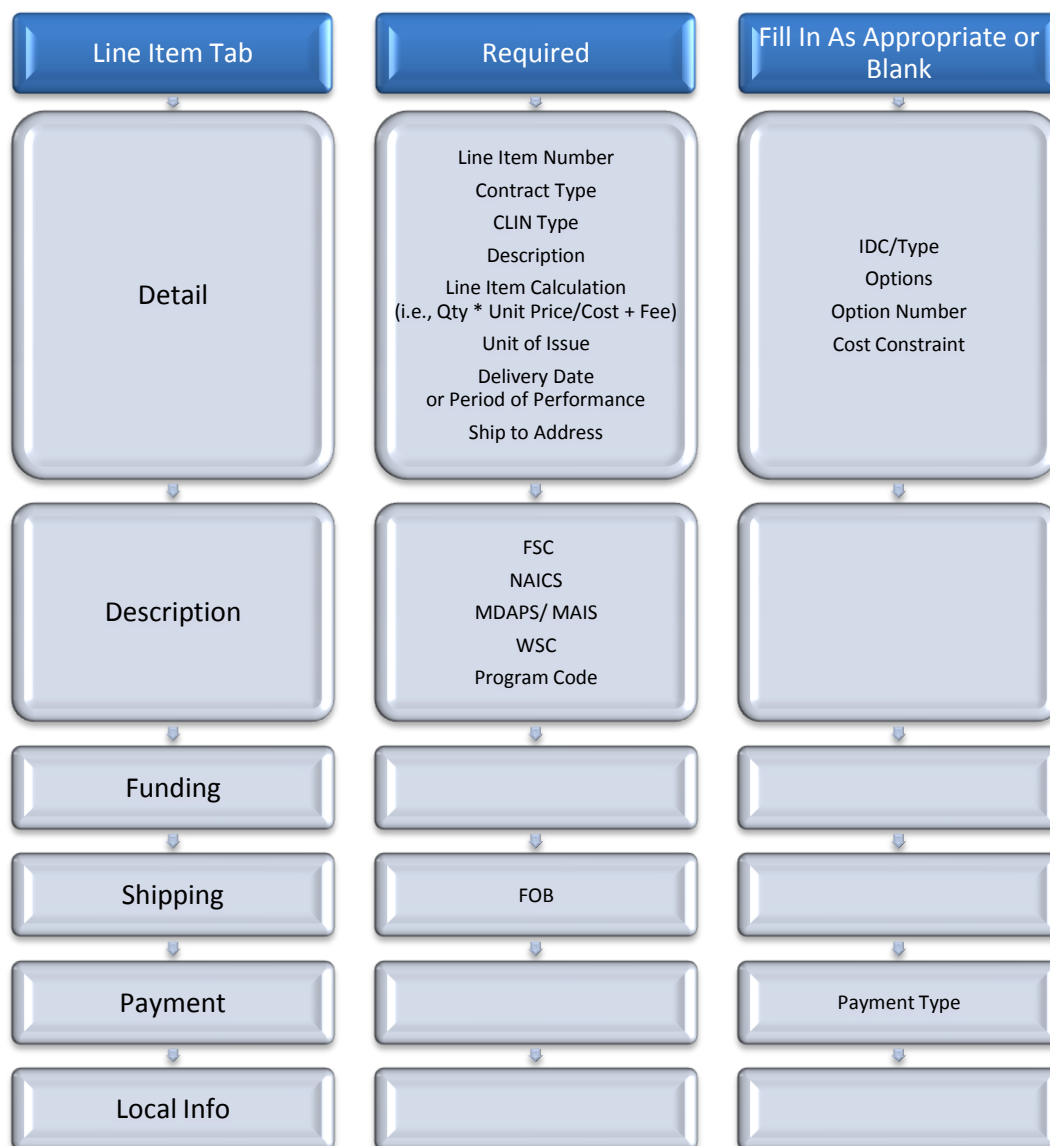 Line Item Tab
Required
Fill In As Appropriate or
Blank
Detail
Line Item Number
Contract Type
CLIN Type
Description
Line Item Calculation
(i.e., Qty * Unit Price/Cost + Fee)
Unit of Issue
Delivery Date
or Period of Performance
Ship to Address
IDC/Type
Options
Option Number
Cost Constraint
Description
FSC
NAICS
MDAPS/ MAIS
WSC
Program Code
Funding
Shipping
FOB
Payment
Payment Type
Local Info